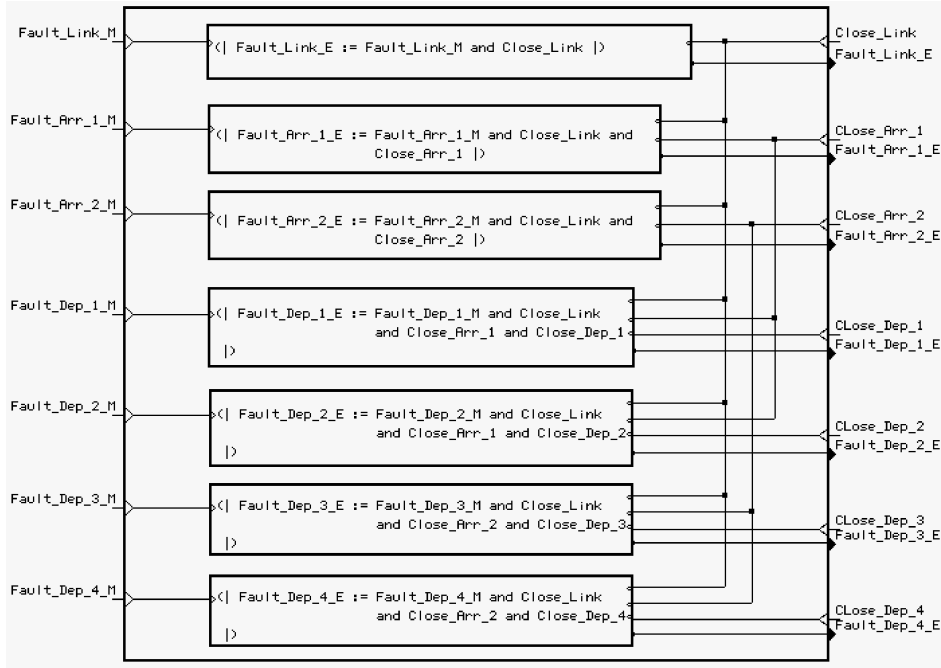 Fault_Link_M
(| Fault_Link_E := Fault_Link_M and Close_Link |)
Close_Link
Fault_Link_E
Fault_Arr_1_M
(| Fault_Arr_1_E := Fault_Arr_1_M and Close_Link and
Close_Arr_1 |)
CLose_Arr_1
Fault_Arr_1_E
Fault_Arr_2_M
(| Fault_Arr_2_E := Fault_Arr_2_M and Close_Link and
Close_Arr_2 |)
CLose_Arr_2
Fault_Arr_2_E
Fault_Dep_1_M
(| Fault_Dep_1_E := Fault_Dep_1_M and Close_Link
and Close_Arr_1 and Close_Dep_1
|)
CLose_Dep_1
Fault_Dep_1_E
Fault_Dep_2_M
(| Fault_Dep_2_E := Fault_Dep_2_M and Close_Link
and Close_Arr_1 and Close_Dep_2
|)
CLose_Dep_2
Fault_Dep_2_E
Fault_Dep_3_M
(| Fault_Dep_3_E := Fault_Dep_3_M and Close_Link
and Close_Arr_2 and Close_Dep_3
|)
CLose_Dep_3
Fault_Dep_3_E
Fault_Dep_4_M
(| Fault_Dep_4_E := Fault_Dep_4_M and Close_Link
and Close_Arr_2 and Close_Dep_4
|)
CLose_Dep_4
Fault_Dep_4_E